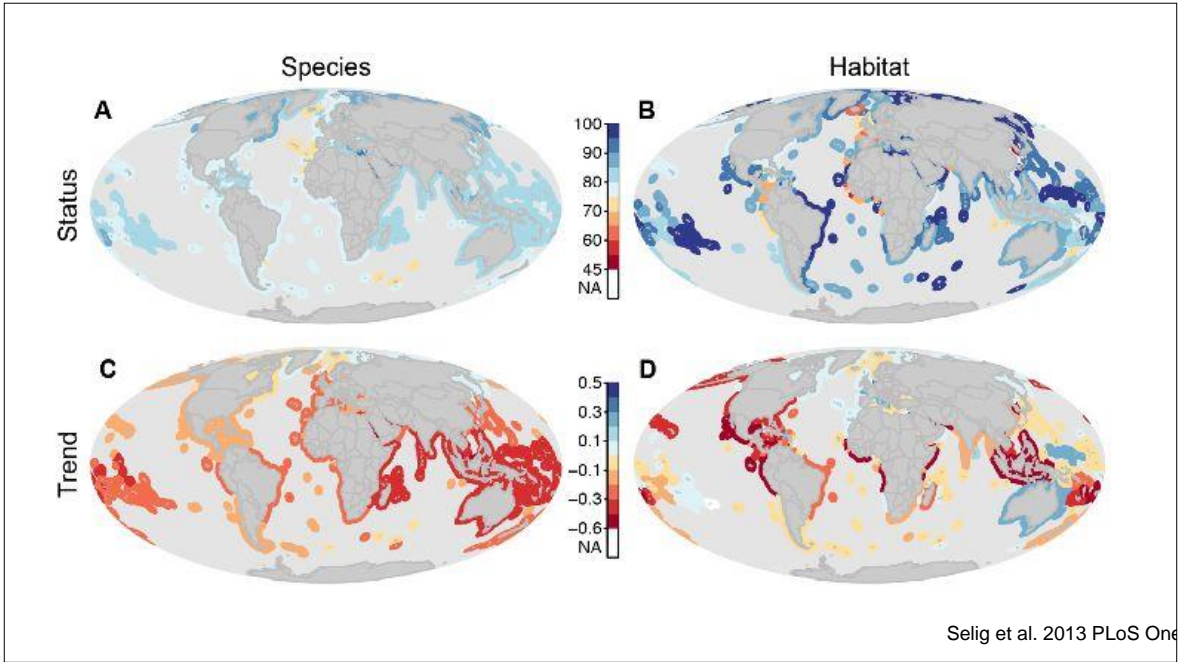 Species
Habitat
A
B
Status
100
90
80
70
60
45
NA
C
D
Trend
0.5
0.3
0.1
−0.1
−0.3
−0.6
NA
Selig et al. 2013 PLoS One